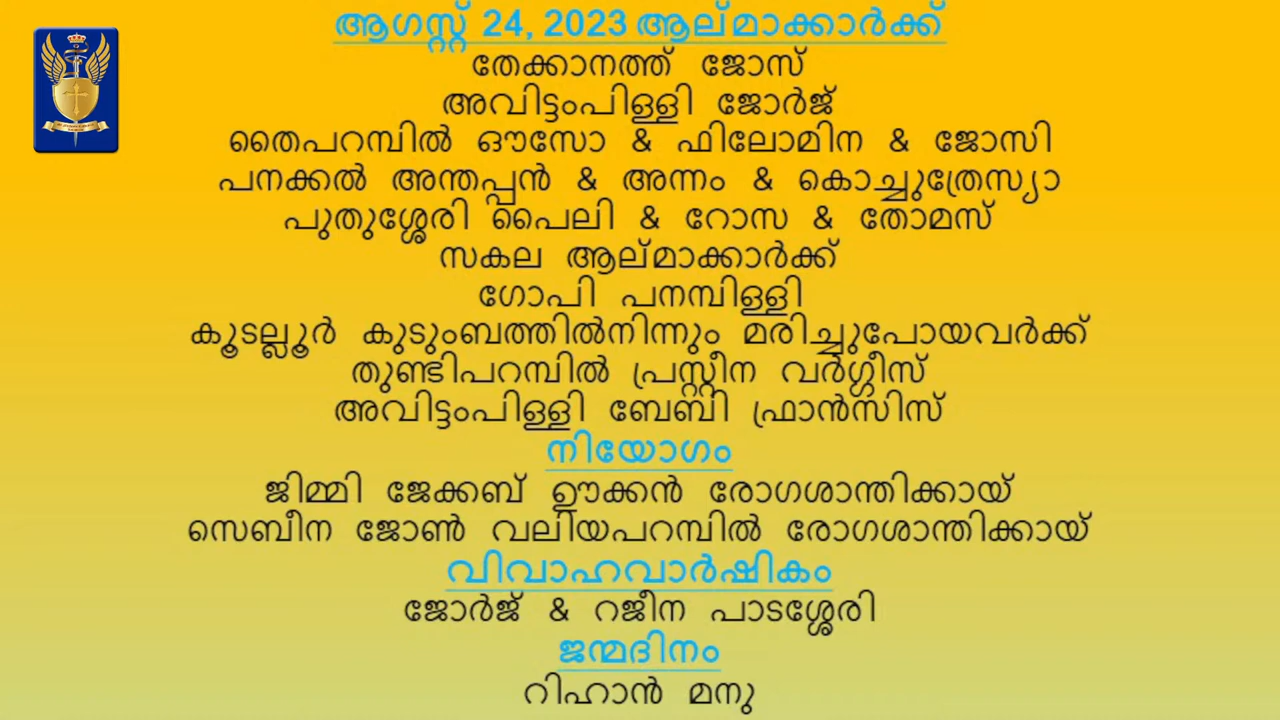 ആഗസ്റ്റ് 24, 2023 ആല്മാക്കാർക്ക്
തേക്കാനത്ത് ജോസ്
അവിട്ടംപിള്ളി ജോർജ്
തൈപറമ്പിൽ ഔസോ & ഫിലോമിന & ജോസി
പനക്കൽ അന്തപ്പൻ & അന്നം & കൊച്ചുത്രേസ്യാ
പുതുശ്ശേരി പൈലി & റോസ & തോമസ്
സകല ആല്മാക്കാർക്ക്
ഗോപി പനമ്പിള്ളി
കൂടല്ലൂർ കുടുംബത്തിൽനിന്നും മരിച്ചുപോയവർക്ക്
തുണ്ടിപറമ്പിൽ പ്രസ്റ്റീന വർഗ്ഗീസ്
അവിട്ടംപിള്ളി ബേബി ഫ്രാൻസിസ്
നിയോഗം
ജിമ്മി ജേക്കബ് ഊക്കൻ രോഗശാന്തിക്കായ്
സെബീന ജോൺ വലിയപറമ്പിൽ രോഗശാന്തിക്കായ്
വിവാഹവാർഷികം
ജോർജ് & റജീന പാടശ്ശേരി
ജന്മദിനം
റിഹാൻ മനു